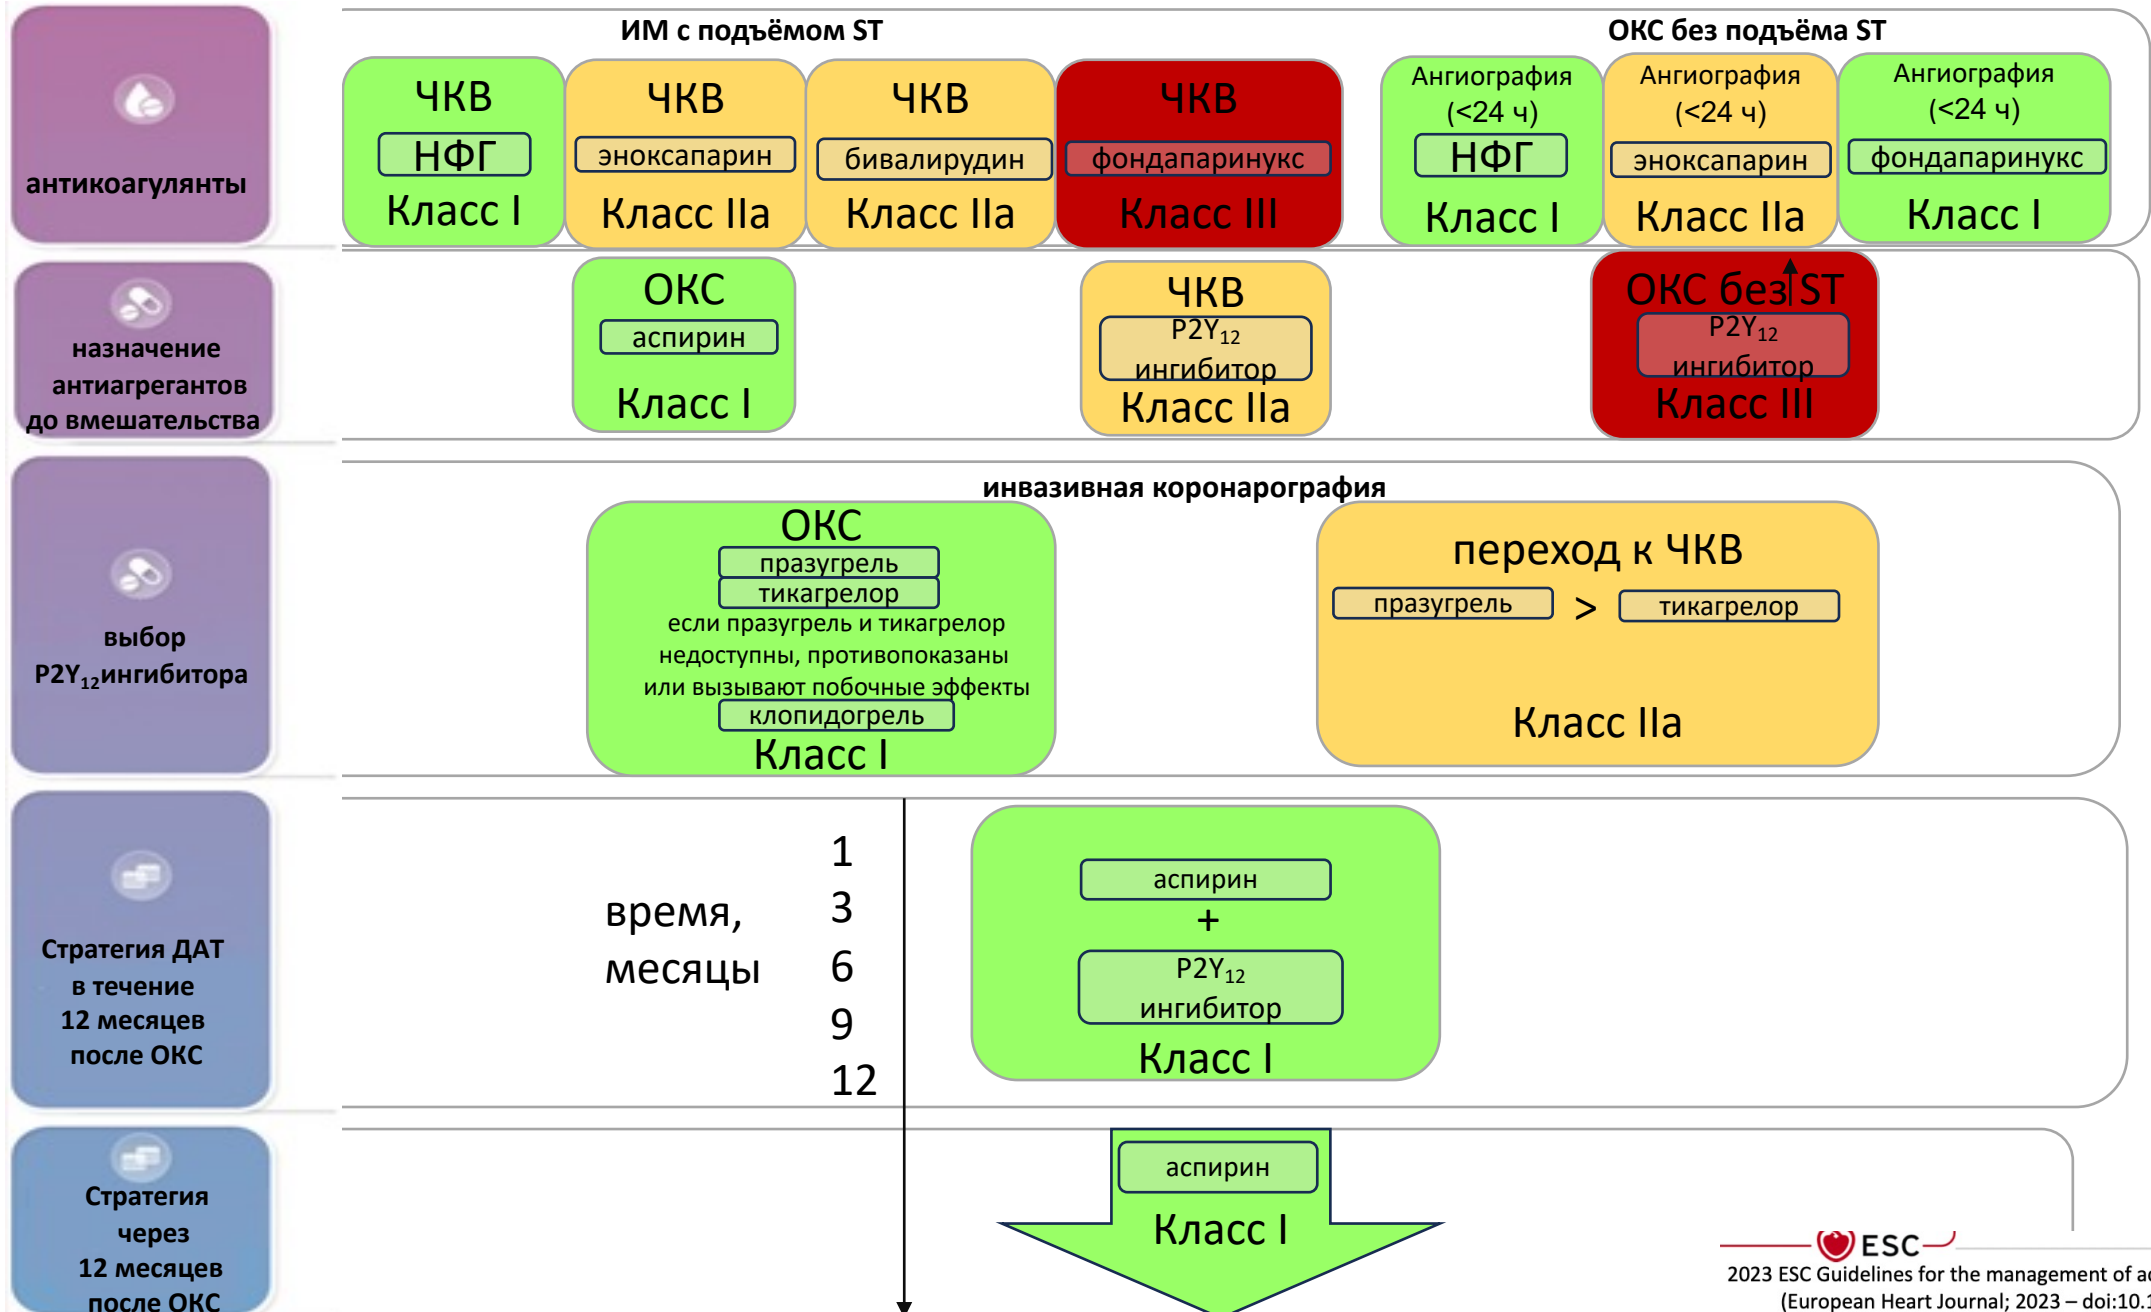 ИМ с подъёмом ST
ОКС без подъёма ST
антикоагулянты
ЧКВ
НФГ
Класс I
ЧКВ
эноксапарин
Класс IIa
ЧКВ
бивалирудин
Класс IIa
ЧКВ
фондапаринукс
Класс III
Ангиография
(<24 ч)
НФГ
Класс I
Ангиография
(<24 ч)
эноксапарин
Класс IIa
Ангиография
(<24 ч)
фондапаринукс
Класс I
назначение
антиагрегантов
до вмешательства
ОКС
аспирин
Класс I
ЧКВ
P2Y₁₂
ингибитор
Класс IIa
ОКС без↑ST
P2Y₁₂
ингибитор
Класс III
выбор
P2Y₁₂ингибитора
инвазивная коронарография
ОКС
празугрель
тикагрелор
если празугрель и тикагрелор
недоступны, противопоказаны
или вызывают побочные эффекты
клопидогрель
Класс I
переход к ЧКВ
празугрель > тикагрелор
Класс IIa
Стратегия ДАТ
в течение
12 месяцев
после ОКС
время,
месяцы
1
3
6
9
12
аспирин
+
P2Y₁₂
ингибитор
Класс I
Стратегия
через
12 месяцев
после ОКС
аспирин
Класс I
ESC
2023 ESC Guidelines for the management of
(European Heart Journal; 2023 – doi:10.